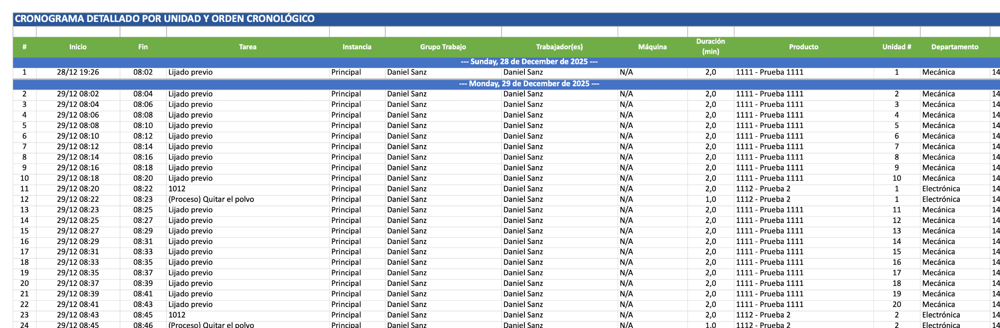 CRONOGRAMA DETALLADO POR UNIDAD Y ORDEN CRONOLÓGICO
# Inicio Fin Tarea Instancia Grupo Trabajo Trabajador(es) Máquina Duración (min) Producto Unidad # Departamento
--- Sunday, 28 de December de 2025 ---
1 28/12 19:26 08:02 Lijado previo Principal Daniel Sanz Daniel Sanz N/A 2,0 1111 - Prueba 1111 1 Mecánica 14
--- Monday, 29 de December de 2025 ---
2 29/12 08:02 08:04 Lijado previo Principal Daniel Sanz Daniel Sanz N/A 2,0 1111 - Prueba 1111 2 Mecánica 14
3 29/12 08:04 08:06 Lijado previo Principal Daniel Sanz Daniel Sanz N/A 2,0 1111 - Prueba 1111 3 Mecánica 14
4 29/12 08:06 08:08 Lijado previo Principal Daniel Sanz Daniel Sanz N/A 2,0 1111 - Prueba 1111 4 Mecánica 14
5 29/12 08:08 08:10 Lijado previo Principal Daniel Sanz Daniel Sanz N/A 2,0 1111 - Prueba 1111 5 Mecánica 14
6 29/12 08:10 08:12 Lijado previo Principal Daniel Sanz Daniel Sanz N/A 2,0 1111 - Prueba 1111 6 Mecánica 14
7 29/12 08:12 08:14 Lijado previo Principal Daniel Sanz Daniel Sanz N/A 2,0 1111 - Prueba 1111 7 Mecánica 14
8 29/12 08:14 08:16 Lijado previo Principal Daniel Sanz Daniel Sanz N/A 2,0 1111 - Prueba 1111 8 Mecánica 14
9 29/12 08:16 08:18 Lijado previo Principal Daniel Sanz Daniel Sanz N/A 2,0 1111 - Prueba 1111 9 Mecánica 14
10 29/12 08:18 08:20 Lijado previo Principal Daniel Sanz Daniel Sanz N/A 2,0 1111 - Prueba 1111 10 Mecánica 14
11 29/12 08:20 08:22 1012 Principal Daniel Sanz Daniel Sanz N/A 2,0 1112 - Prueba 2 1 Electrónica 14
12 29/12 08:22 08:23 (Proceso) Quitar el polvo Principal Daniel Sanz Daniel Sanz N/A 1,0 1112 - Prueba 2 1 Electrónica 14
13 29/12 08:23 08:25 Lijado previo Principal Daniel Sanz Daniel Sanz N/A 2,0 1111 - Prueba 1111 11 Mecánica 14
14 29/12 08:25 08:27 Lijado previo Principal Daniel Sanz Daniel Sanz N/A 2,0 1111 - Prueba 1111 12 Mecánica 14
15 29/12 08:27 08:29 Lijado previo Principal Daniel Sanz Daniel Sanz N/A 2,0 1111 - Prueba 1111 13 Mecánica 14
16 29/12 08:29 08:31 Lijado previo Principal Daniel Sanz Daniel Sanz N/A 2,0 1111 - Prueba 1111 14 Mecánica 14
17 29/12 08:31 08:33 Lijado previo Principal Daniel Sanz Daniel Sanz N/A 2,0 1111 - Prueba 1111 15 Mecánica 14
18 29/12 08:33 08:35 Lijado previo Principal Daniel Sanz Daniel Sanz N/A 2,0 1111 - Prueba 1111 16 Mecánica 14
19 29/12 08:35 08:37 Lijado previo Principal Daniel Sanz Daniel Sanz N/A 2,0 1111 - Prueba 1111 17 Mecánica 14
20 29/12 08:37 08:39 Lijado previo Principal Daniel Sanz Daniel Sanz N/A 2,0 1111 - Prueba 1111 18 Mecánica 14
21 29/12 08:39 08:41 Lijado previo Principal Daniel Sanz Daniel Sanz N/A 2,0 1111 - Prueba 1111 19 Mecánica 14
22 29/12 08:41 08:43 Lijado previo Principal Daniel Sanz Daniel Sanz N/A 2,0 1111 - Prueba 1111 20 Mecánica 14
23 29/12 08:43 08:45 1012 Principal Daniel Sanz Daniel Sanz N/A 2,0 1112 - Prueba 2 2 Electrónica 14
24 29/12 08:45 08:46 (Proceso) Quitar el polvo Principal Daniel Sanz Daniel Sanz N/A 1,0 1112 - Prueba 2 2 Electrónica 14